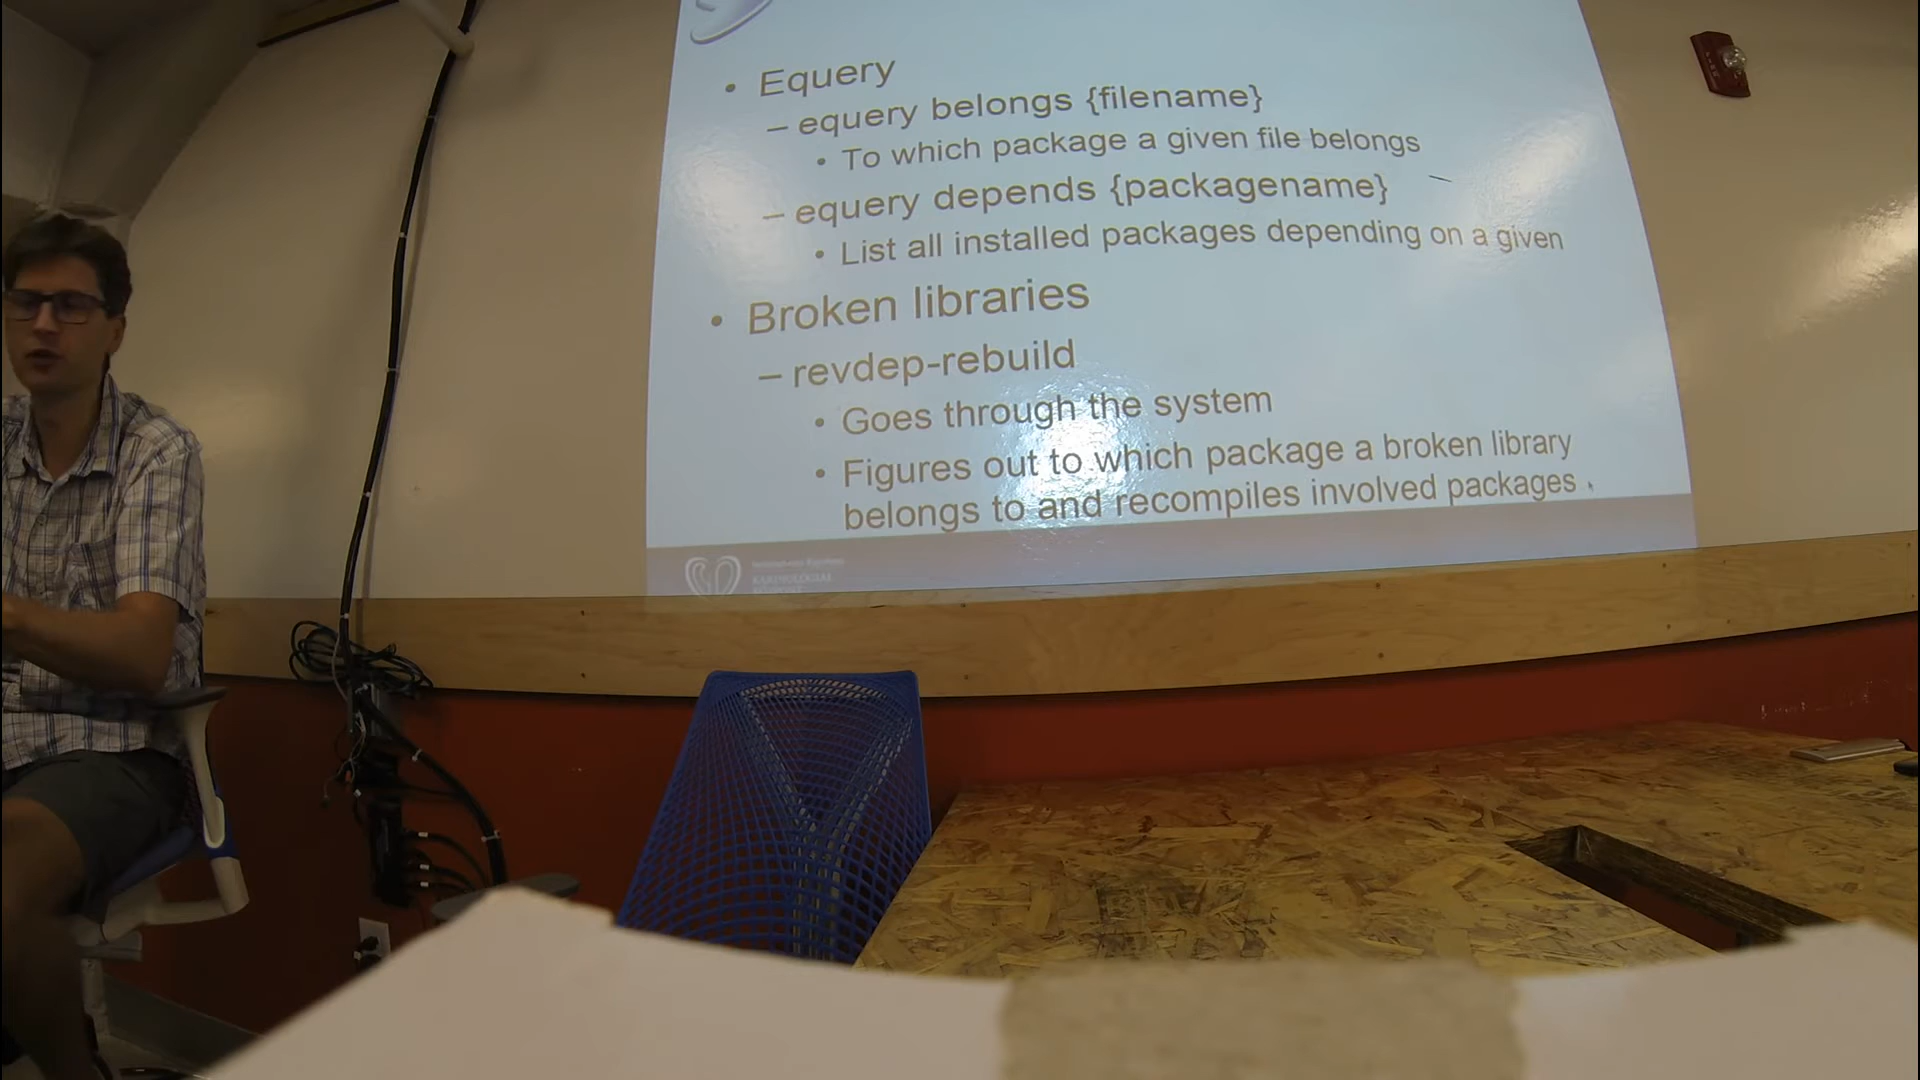 • Equery
– equery belongs {filename}
• To which package a given file belongs
– equery depends {packagename}
• List all installed packages depending on a given
• Broken libraries
– revdep-rebuild
• Goes through the system
• Figures out to which package a broken library
belongs to and recompiles involved packages